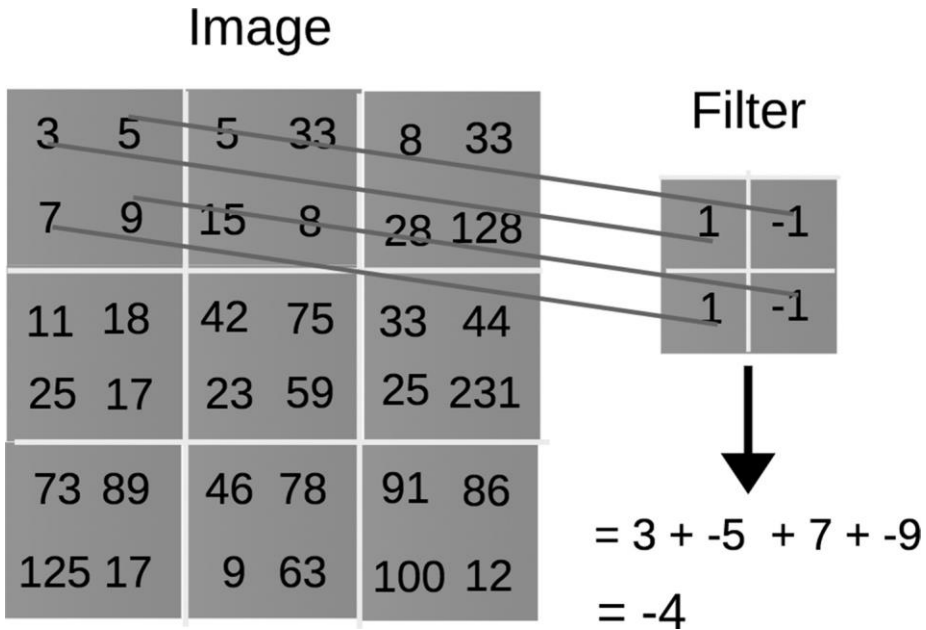 Image
3 5 5 33 8 33
7 9 15 8 28 128
11 18 42 75 33 44
25 17 23 59 25 231
73 89 46 78 91 86
125 17 9 63 100 12
Filter
1 -1
1 -1
= 3 + -5 + 7 + -9
= -4